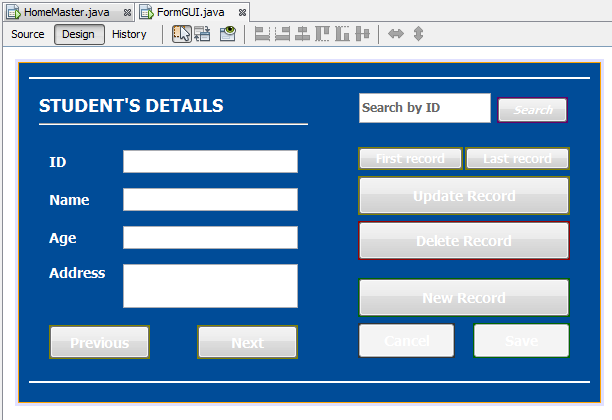 HomeMaster.java FormGUI.java
Source Design History
STUDENT'S DETAILS
Search by ID Search
ID
First record Last record
Name
Update Record
Age
Delete Record
Address
New Record
Previous Next
Cancel Save